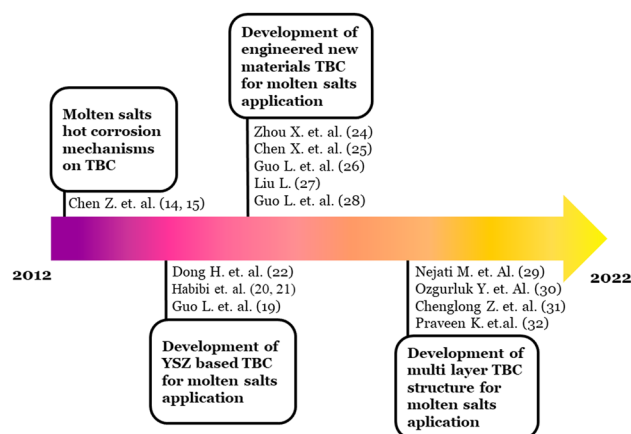 Development of
engineered new
materials TBC
for molten salts
application
Molten salts
hot corrosion
mechanisms
on TBC
Zhou X. et. al. (24)
Chen X. et. al. (25)
Guo L. et. al. (26)
Liu L. (27)
Guo L. et. al. (28)
Chen Z. et. al. (14, 15)
2012
2022
Dong H. et. al. (22)
Habibi et. al. (20, 21)
Guo L. et. al. (19)
Nejati M. et. Al. (29)
Ozgurluk Y. et. Al. (30)
Chenglong Z. et. al. (31)
Praveen K. et.al. (32)
Development of
YSZ based TBC
for molten salts
application
Development of
multi layer TBC
structure for
molten salts
aplication